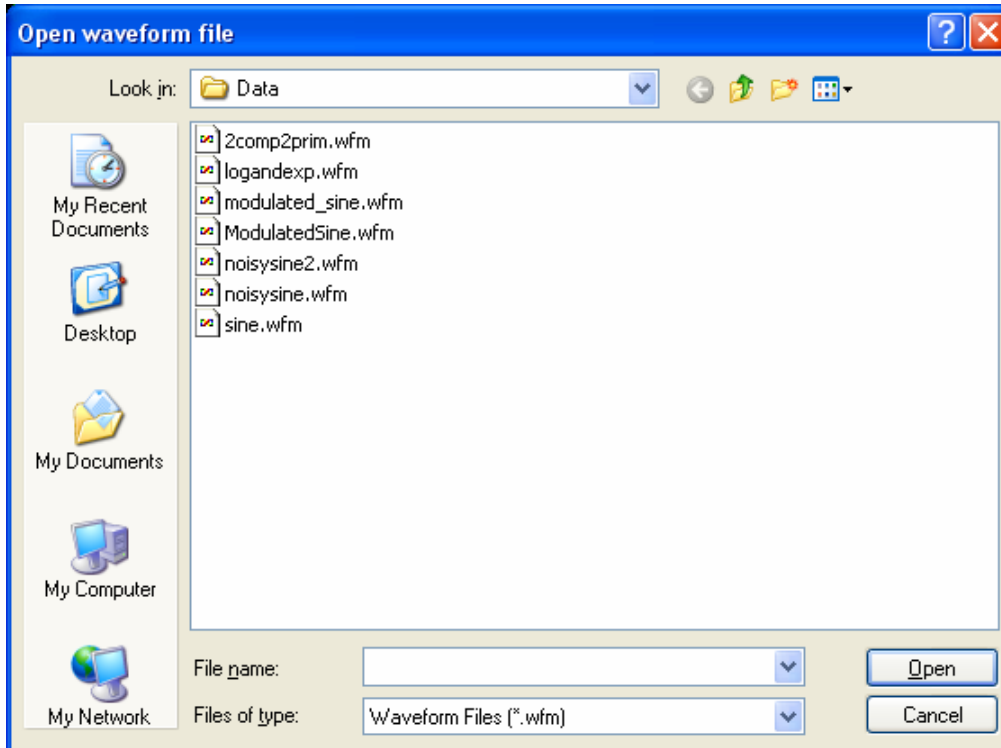 Open waveform file
Look in:
Data
2comp2prim.wfm
logandexp.wfm
modulated_sine.wfm
ModulatedSine.wfm
noisysine2.wfm
noisysine.wfm
sine.wfm
My Recent
Documents
Desktop
My Documents
My Computer
My Network
File name:
Open
Files of type:
Waveform Files (*.wfm)
Cancel